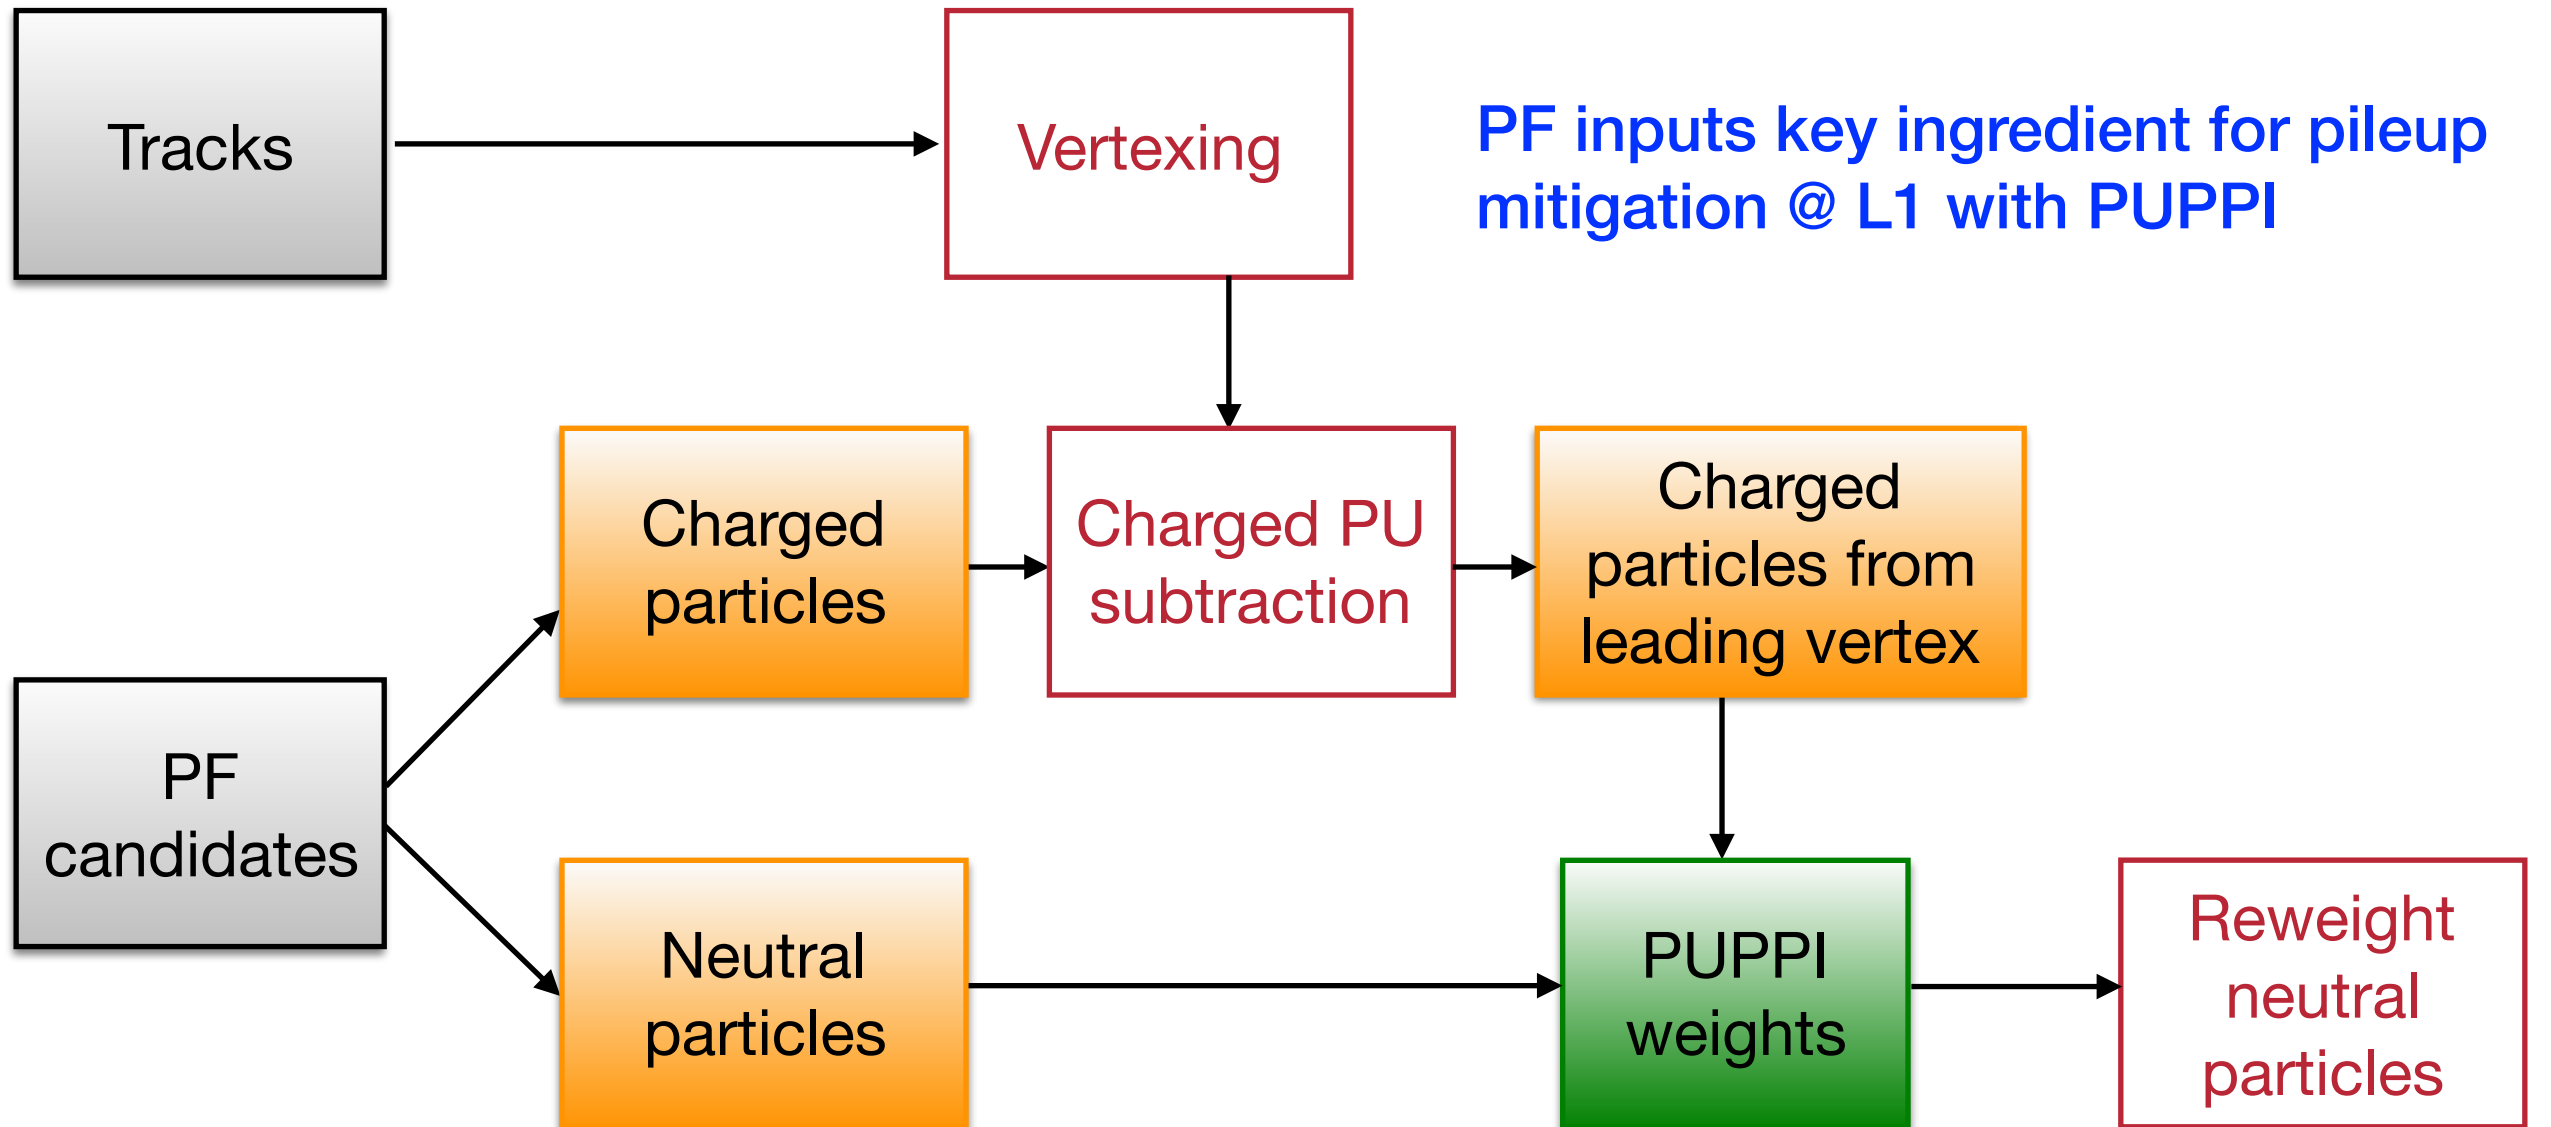 Tracks
Vertexing
PF inputs key ingredient for pileup
mitigation @ L1 with PUPPI
Charged
particles
Charged PU
subtraction
Charged
particles from
leading vertex
PF
candidates
Neutral
particles
PUPPI
weights
Reweight
neutral
particles